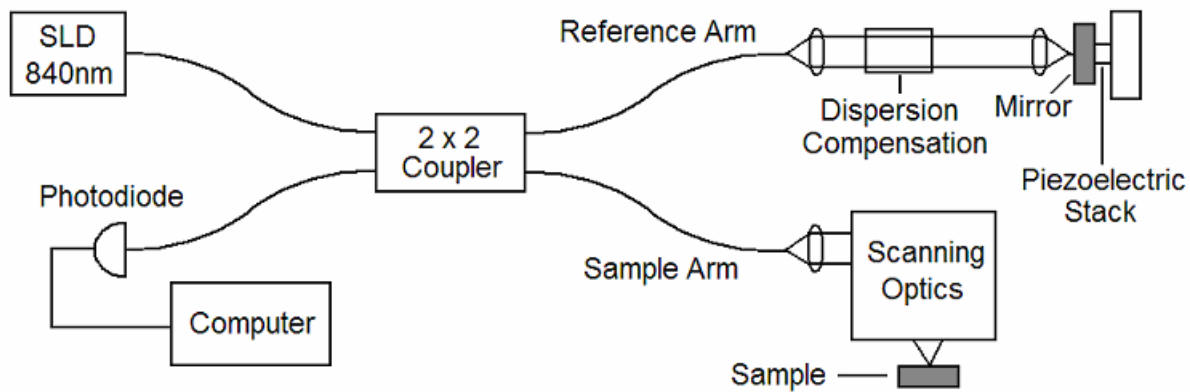 SLD
840nm
Reference Arm
Dispersion
Compensation
Mirror
Piezoelectric
Stack
2 x 2
Coupler
Photodiode
Computer
Sample Arm
Scanning
Optics
Sample